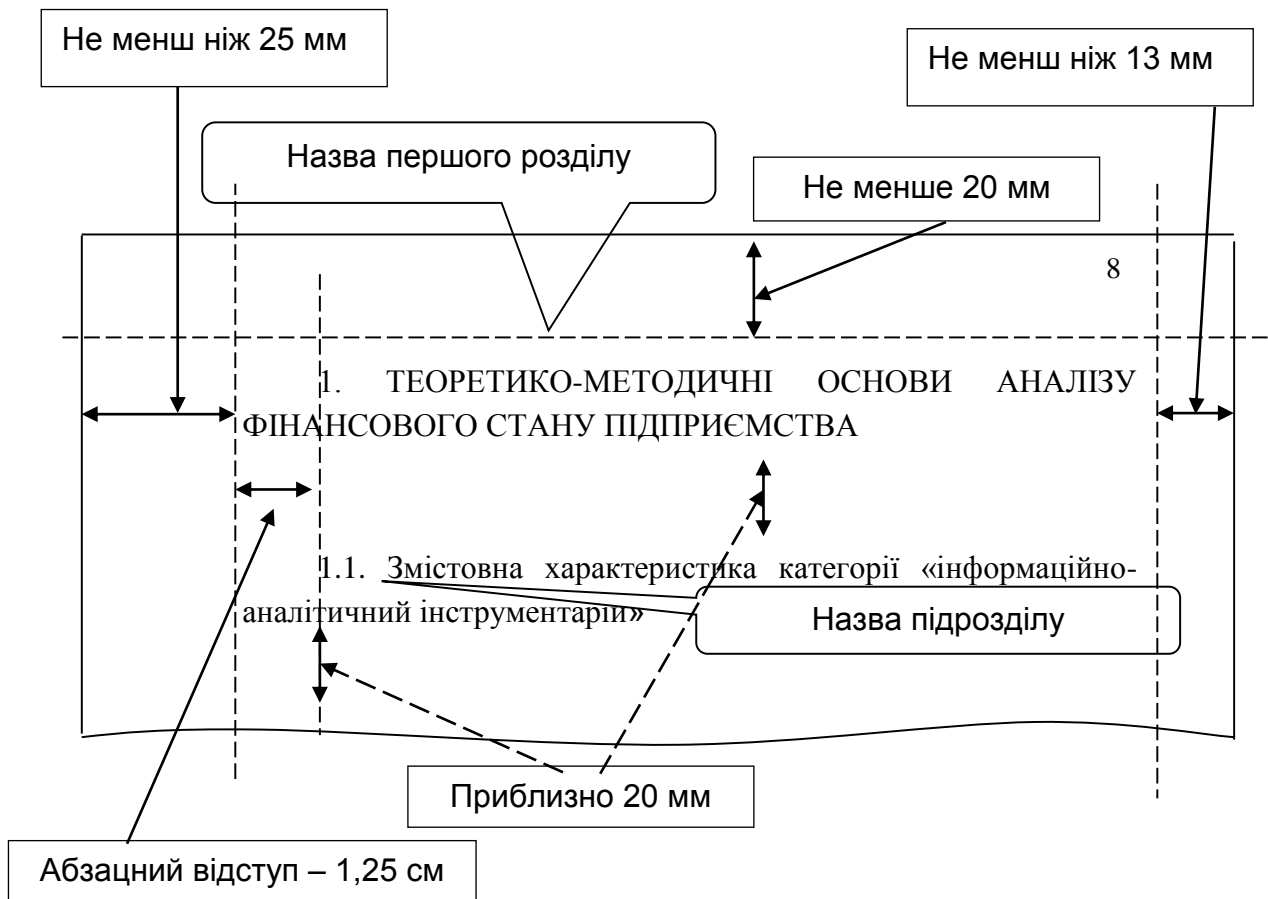 Не менш ніж 25 мм
Не менш ніж 13 мм
Назва першого розділу
Не менше 20 мм
8
1. ТЕОРЕТИКО-МЕТОДИЧНІ ОСНОВИ АНАЛІЗУ
ФІНАНСОВОГО СТАНУ ПІДПРИЄМСТВА
1.1. Змістовна характеристика категорії «інформаційно-
аналітичний інструментарій»
Назва підрозділу
Приблизно 20 мм
Абзацний відступ – 1,25 см